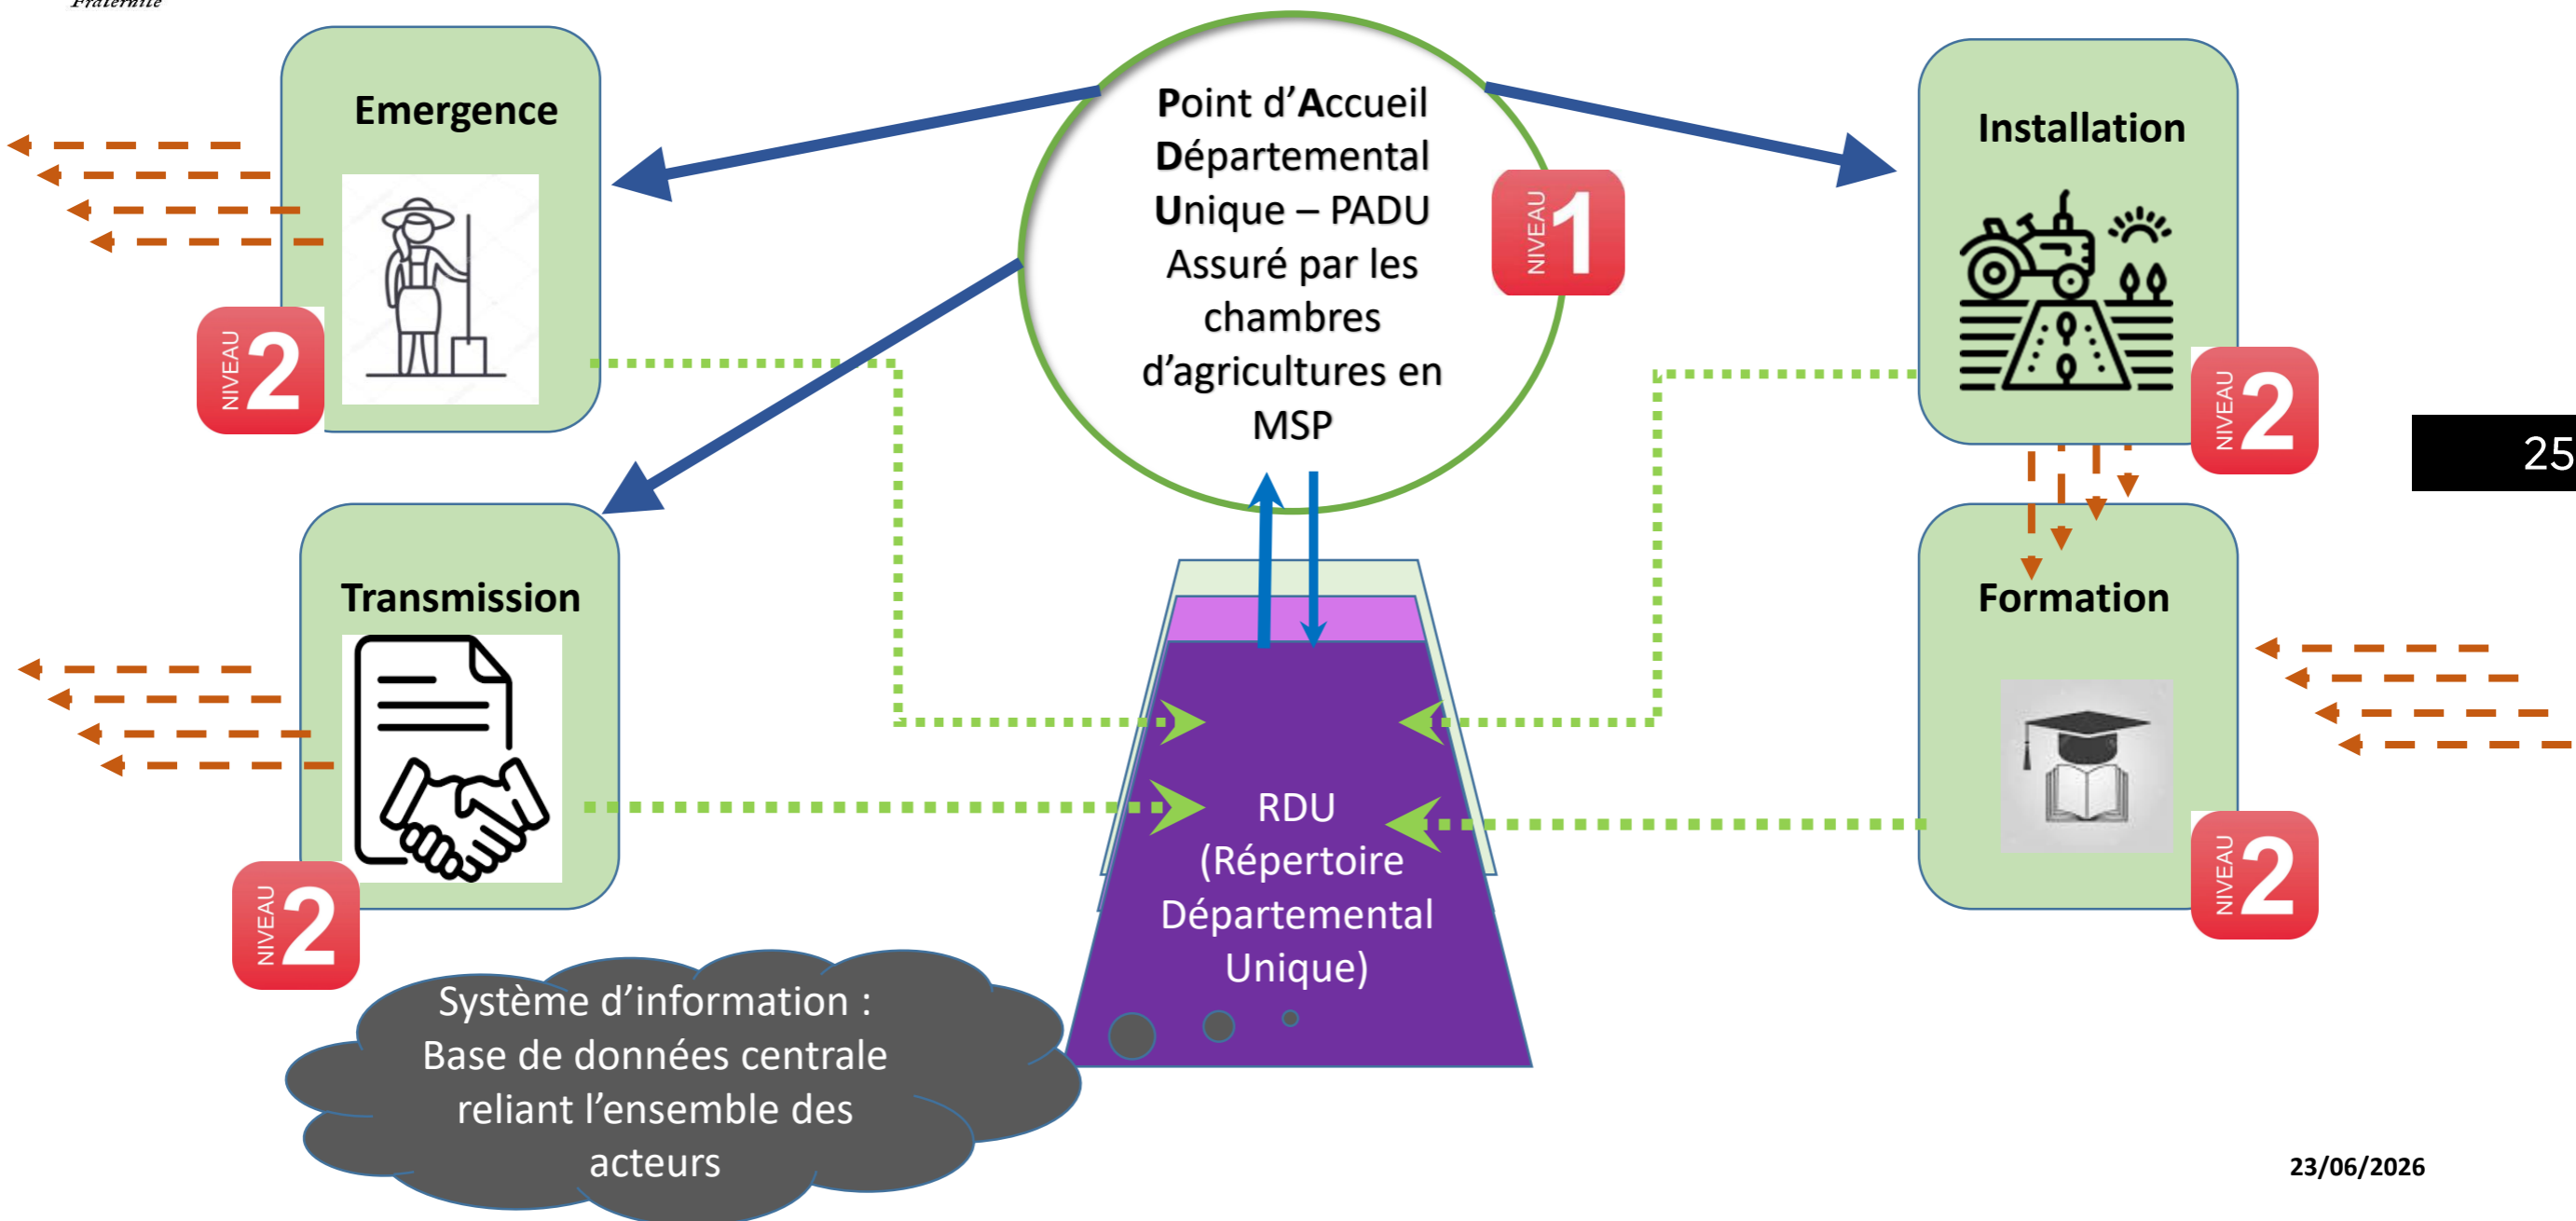 Fraternité
Emergence
NIVEAU 2
Point d’Accueil
Départemental
Unique – PADU
Assuré par les
chambres
d’agricultures en
MSP
NIVEAU 1
Installation
NIVEAU 2
25
Transmission
NIVEAU 2
Formation
NIVEAU 2
RDU
(Répertoire
Départemental
Unique)
Système d’information :
Base de données centrale
reliant l’ensemble des
acteurs
23/06/2026